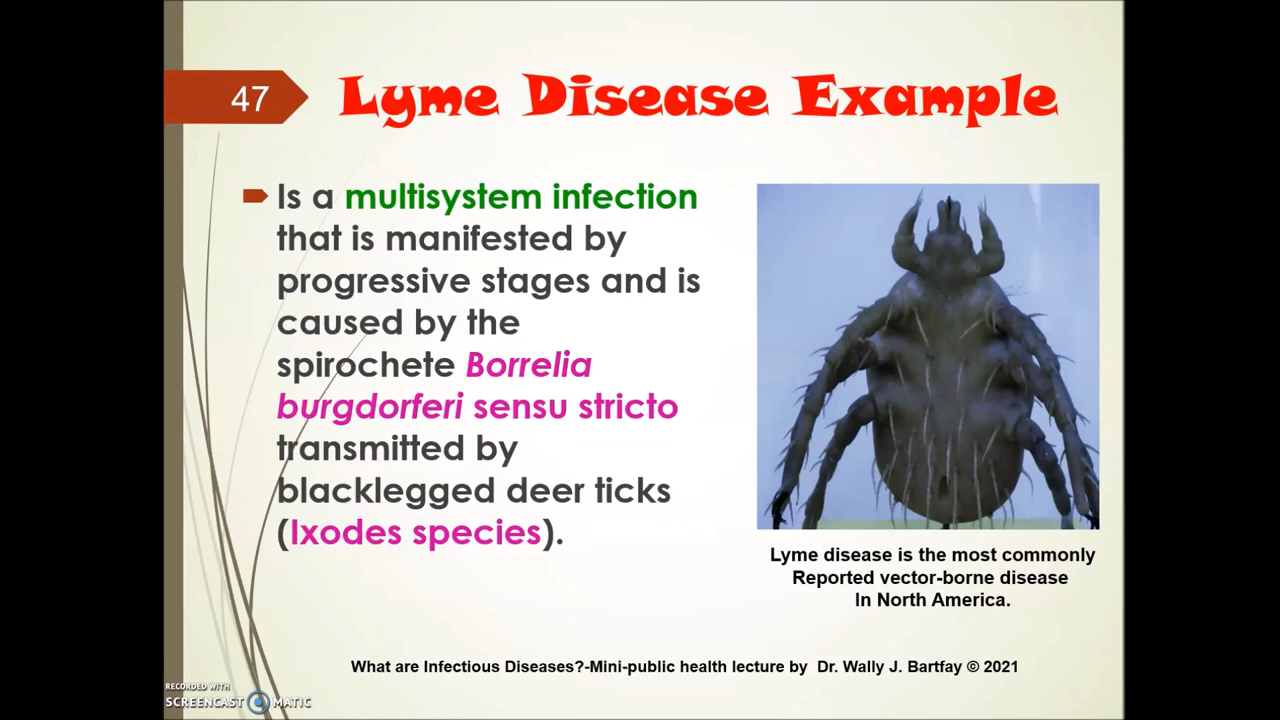 47
Lyme Disease Example
Is a multisystem infection
that is manifested by
progressive stages and is
caused by the
spirochete Borrelia
burgdorferi sensu stricto
transmitted by
blacklegged deer ticks
(Ixodes species).
Lyme disease is the most commonly
Reported vector-borne disease
In North America.
What are Infectious Diseases?-Mini-public health lecture by Dr. Wally J. Bartfay © 2021
RECORDED WITH
SCREENCAST MATIC